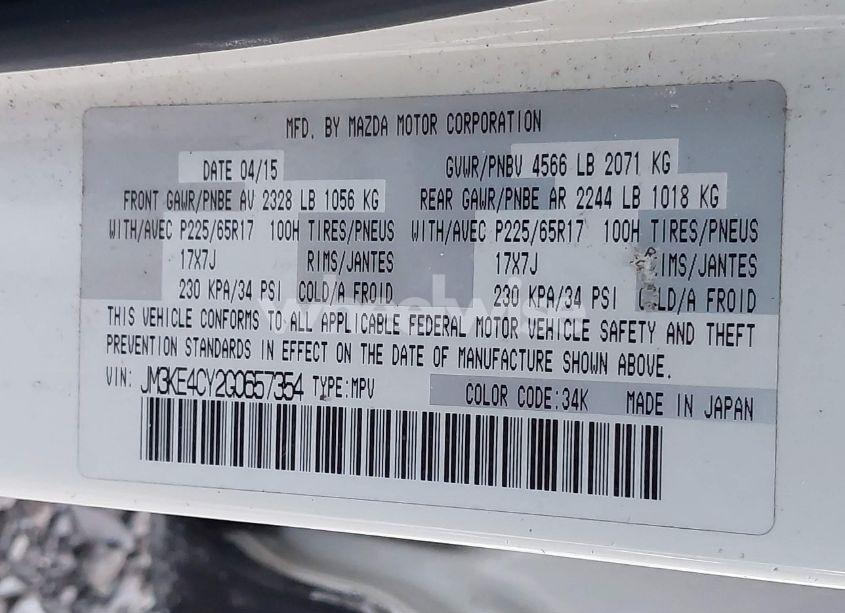 MFD. BY MAZDA MOTOR CORPORATION
DATE 04/15 GVWR/PNBV 4566 LB 2071 KG
FRONT GAWR/PNBE AV 2328 LB 1056 KG REAR GAWR/PNBE AR 2244 LB 1018 KG
WITH/AVEC P225/65R17 100H TIRES/PNEUS WITH/AVEC P225/65R17 100H TIRES/PNEUS
17X7J RIMS/JANTES 17X7J RIMS/JANTES
230 KPA/34 PSI COLD/A FROID 230 KPA/34 PSI COLD/A FROID
wheelwise
THIS VEHICLE CONFORMS TO ALL APPLICABLE FEDERAL MOTOR VEHICLE SAFETY AND THEFT
PREVENTION STANDARDS IN EFFECT ON THE DATE OF MANUFACTURE SHOWN ABOVE.
VIN: JM3KE4CY2G0657354 TYPE:MPV COLOR CODE:34K MADE IN JAPAN